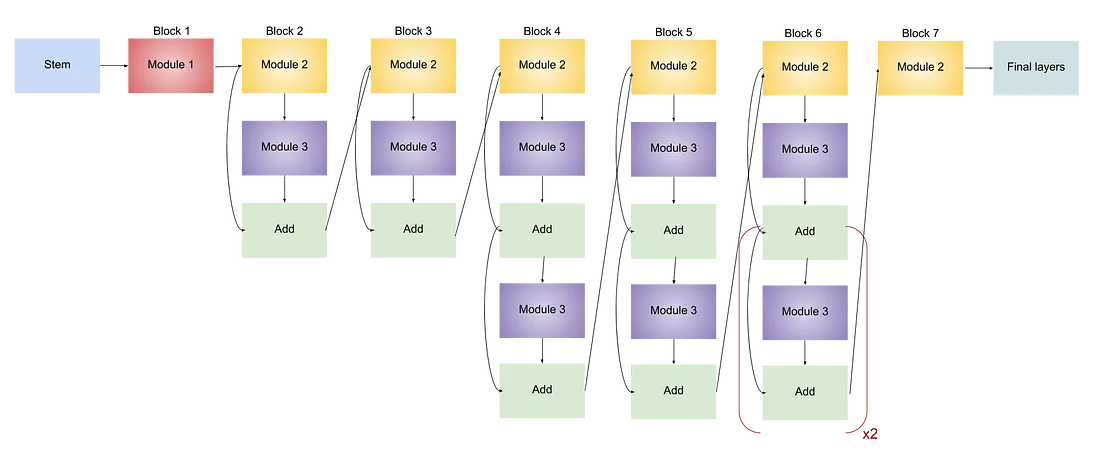 Block 1
Block 2
Block 3
Block 4
Block 5
Block 6
Block 7
Stem
Module 1
Module 2
Module 2
Module 2
Module 2
Module 2
Module 2
Final layers
Module 3
Module 3
Module 3
Module 3
Module 3
Add
Add
Add
Add
Add
Module 3
Module 3
Module 3
Add
Add
Add
x2